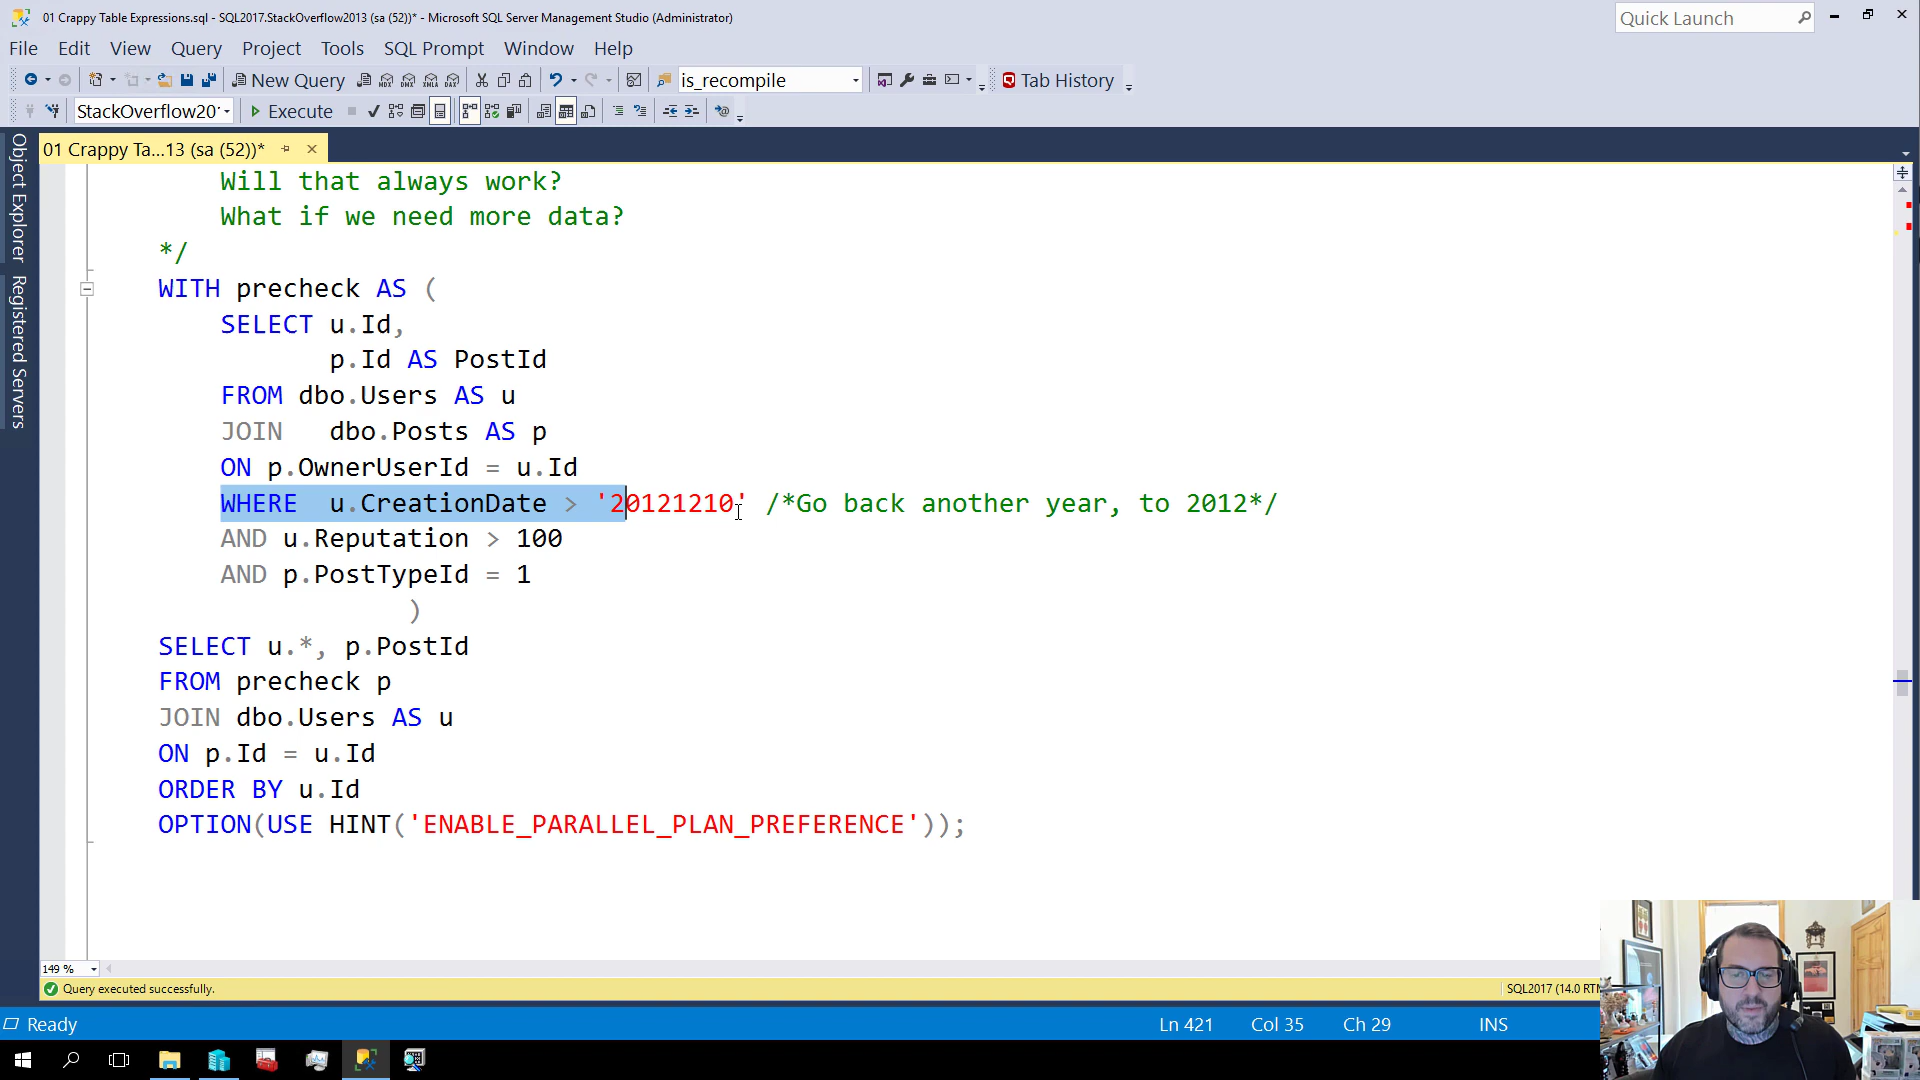 01 Crappy Table Expressions.sql - SQL2017.StackOverflow2013 (sa (52))* - Microsoft SQL Server Management Studio (Administrator)
Quick Launch
File Edit View Query Project Tools SQL Prompt Window Help
New Query
is_recompile
Tab History
StackOverflow20
Execute
01 Crappy Ta...13 (sa (52))*
Object Explorer
Registered Servers
Will that always work?
What if we need more data?
*/
WITH precheck AS (
SELECT u.Id,
p.Id AS PostId
FROM dbo.Users AS u
JOIN dbo.Posts AS p
ON p.OwnerUserId = u.Id
WHERE u.CreationDate > '20121210' /*Go back another year, to 2012*/
AND u.Reputation > 100
AND p.PostTypeId = 1
)
SELECT u.*, p.PostId
FROM precheck p
JOIN dbo.Users AS u
ON p.Id = u.Id
ORDER BY u.Id
OPTION(USE HINT('ENABLE_PARALLEL_PLAN_PREFERENCE'));
149 %
Query executed successfully.
SQL2017 (14.0 RTM
Ready
Ln 421
Col 35
Ch 29
INS